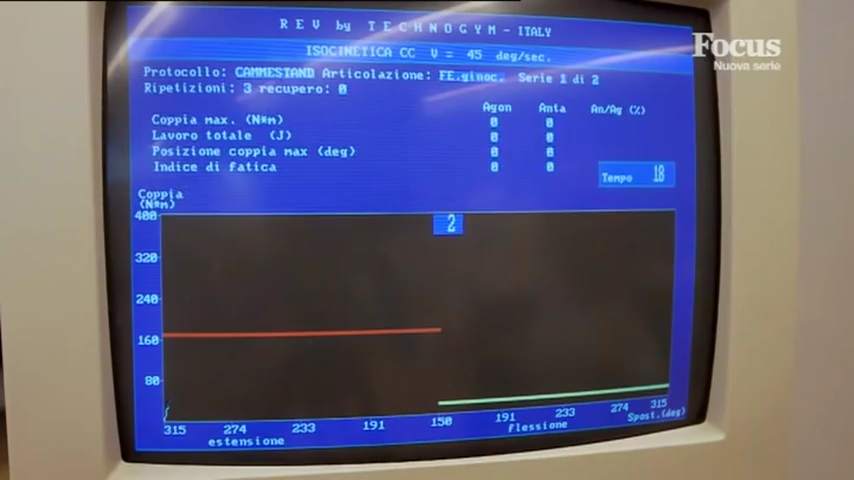 REV by TECHNOGYM - ITALY
ISOCINETICA CC V = 45 deg/sec.
Protocollo: CAMMESTAND Articolazione: FE.ginoc. Serie 1 di 2
Ripetizioni: 3 recupero: 0
Agon Anta An/Ag (%)
Coppia max. (N*m) 0 0
Lavoro totale (J) 0 0
Posizione coppia max (deg) 0 0
Indice di fatica 0 0
Tempo 18
Coppia
(N*m)
400
2
320
240
160
80
315 274 233 191 150 191 233 274 315
estensione flessione Spost.(deg)
Focus
Nuova serie